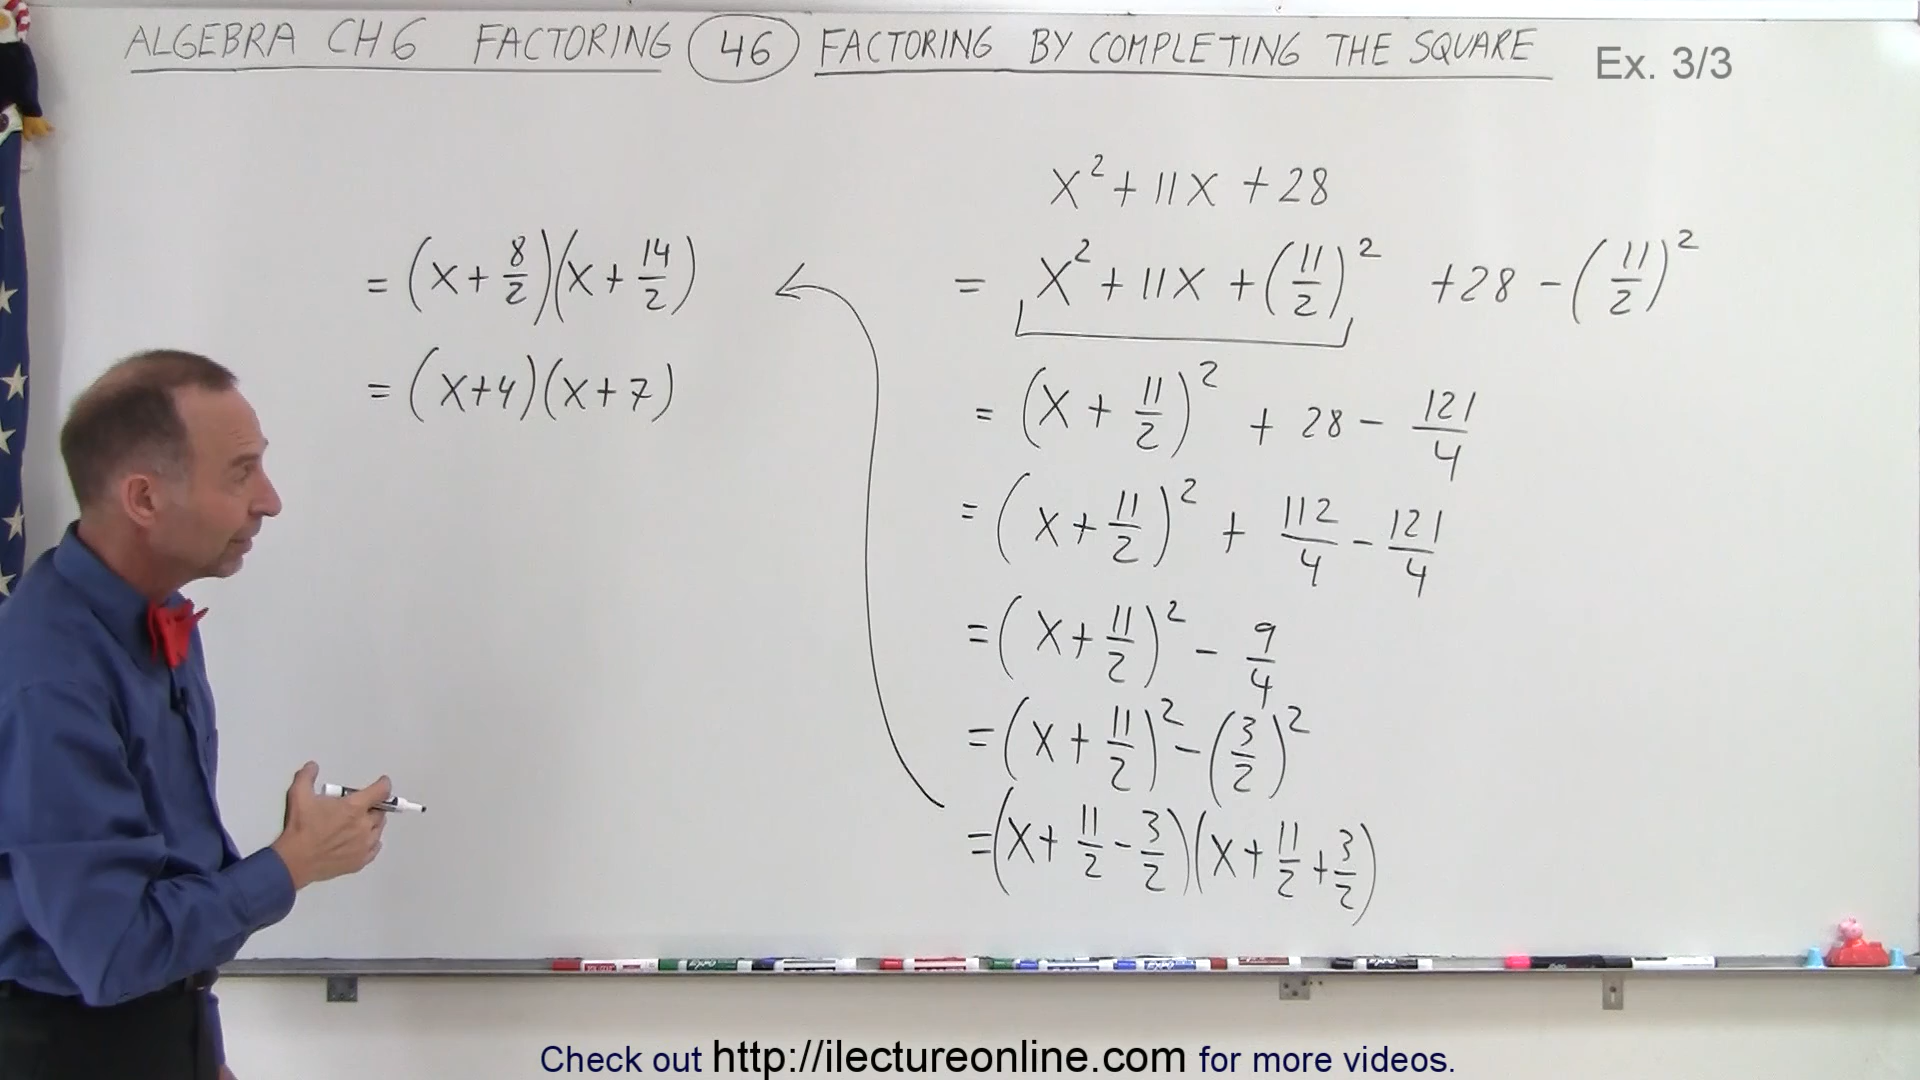 ALGEBRA CH 6 FACTORING 46 FACTORING BY COMPLETING THE SQUARE Ex. 3/3
x² + 11x + 28
= x² + 11x + (11/2)² + 28 - (11/2)²
= (x + 11/2)² + 28 - 121/4
= (x + 11/2)² + 112/4 - 121/4
= (x + 11/2)² - 9/4
= (x + 11/2)² - (3/2)²
= (x + 11/2 - 3/2)(x + 11/2 + 3/2)
= (x + 8/2)(x + 14/2)
= (x+4)(x+7)
Check out http://ilectureonline.com for more videos.